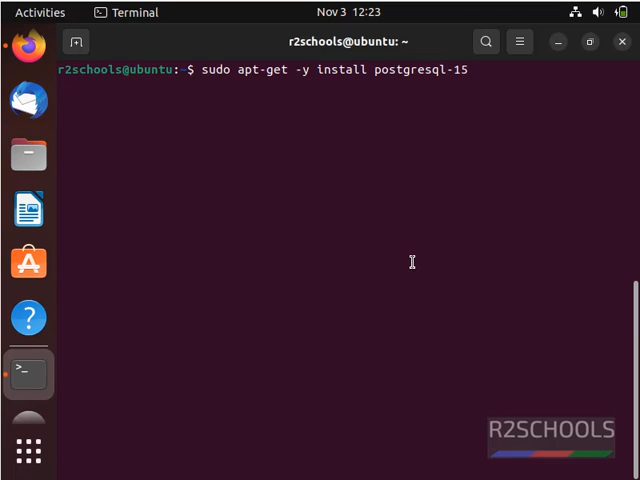 Activities
Terminal
Nov 3 12:23
r2schools@ubuntu: ~
r2schools@ubuntu:~$ sudo apt-get -y install postgresql-15
R2SCHOOLS